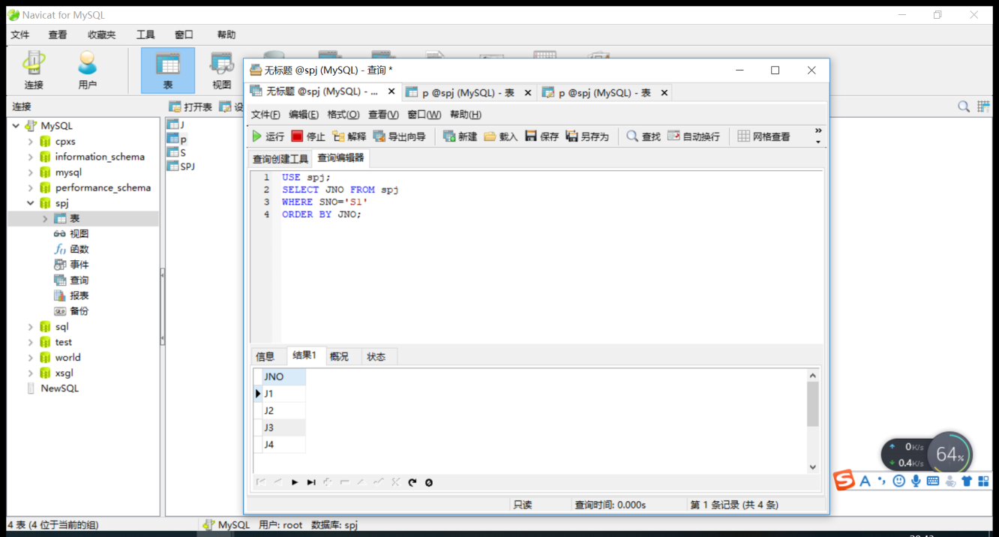 Navicat for MySQL
文件 查看 收藏夹 工具 窗口 帮助
连接 用户 表 视图
连接
打开表 设
MySQL
cpxs
information_schema
mysql
performance_schema
spj
表
视图
函数
事件
查询
报表
备份
sql
test
world
xsgl
NewSQL
J
p
S
SPJ
无标题 @spj (MySQL) - 查询 *
无标题 @spj (MySQL) - ... p @spj (MySQL) - 表 p @spj (MySQL) - 表
文件(F) 编辑(E) 格式(O) 查看(V) 窗口(W) 帮助(H)
运行 停止 解释 导出向导 新建 载入 保存 另存为 查找 自动换行 网格查看
查询创建工具 查询编辑器
1 USE spj;
2 SELECT JNO FROM spj
3 WHERE SNO='S1'
4 ORDER BY JNO;
信息 结果1 概况 状态
JNO
J1
J2
J3
J4
只读 查询时间: 0.000s 第 1 条记录 (共 4 条)
0K/s
0.4K/s
64%
4 表 (4 位于当前的组) MySQL 用户: root 数据库: spj